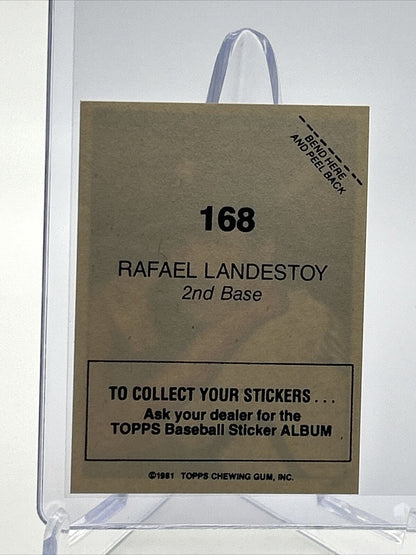 BEND HERE
AND PEEL BACK
168
RAFAEL LANDESTOY
2nd Base
TO COLLECT YOUR STICKERS...
Ask your dealer for the
TOPPS Baseball Sticker ALBUM
©1981 TOPPS CHEWING GUM, INC.